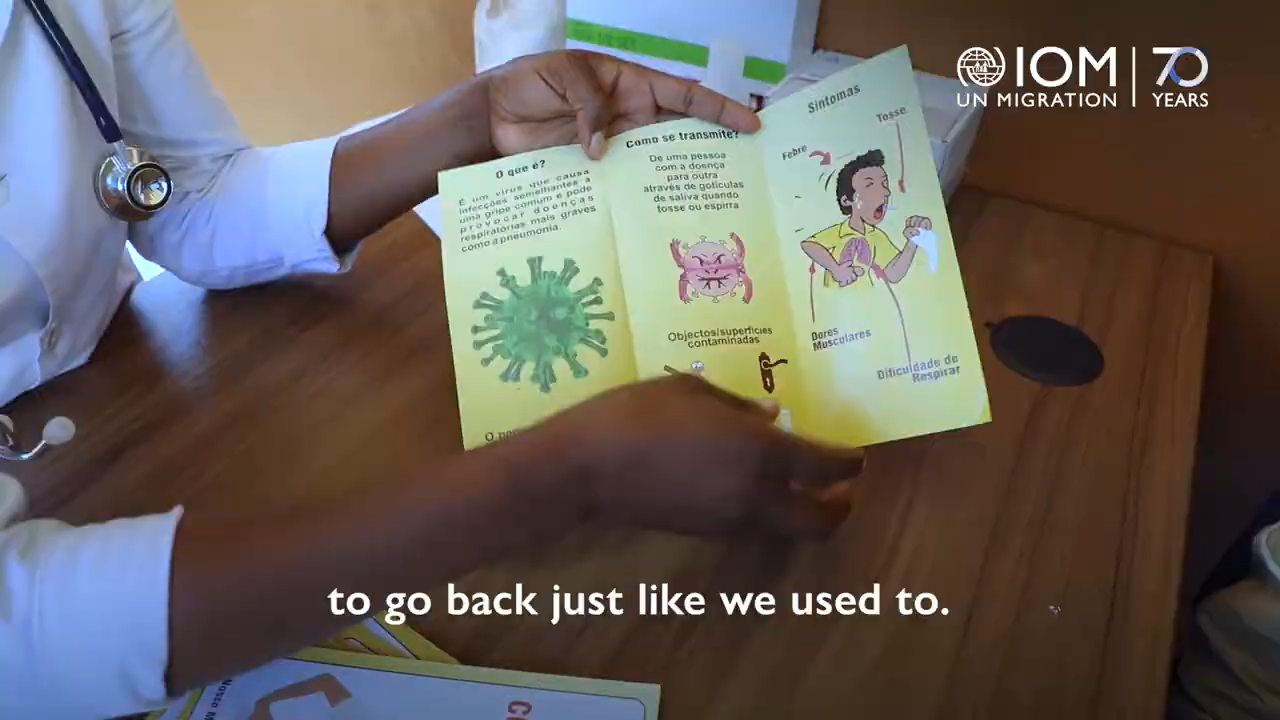 IOM
UN MIGRATION
70
YEARS
O que é?
É um vírus que causa
infecções semelhantes a
uma gripe comum e pode
provocar doenças
respiratórias mais graves
como a pneumonia.
Como se transmite?
De uma pessoa
com a doença
para outra
através de gotículas
de saliva quando
tosse ou espirra
Objectos/superfícies
contaminadas
Sintomas
Tosse
Febre
Dores
Musculares
Dificuldade de
Respirar
to go back just like we used to.